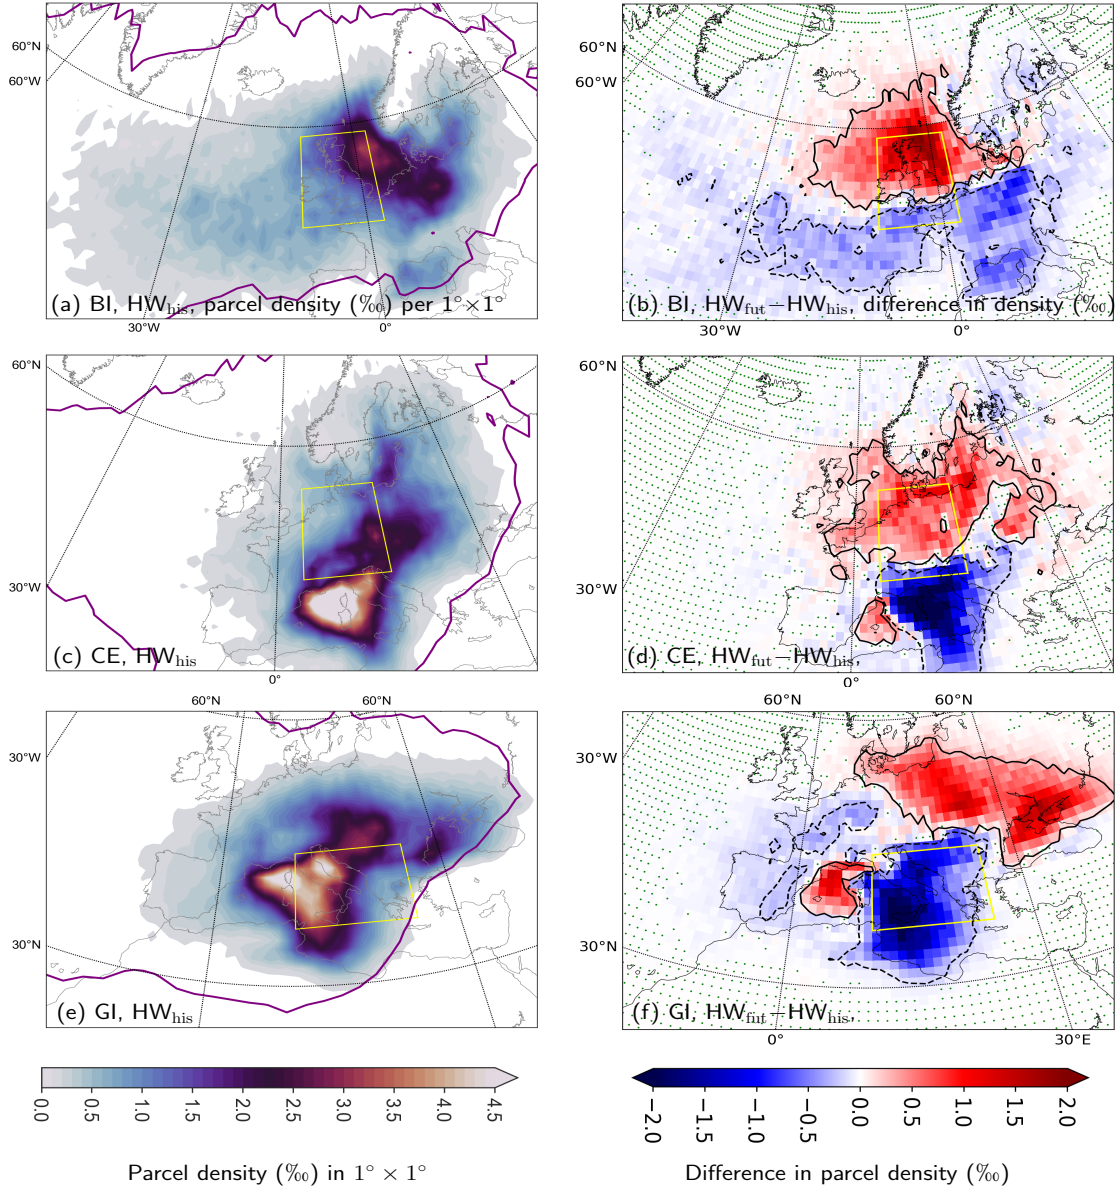 60°N
60°W
(a) BI, HWhis, parcel density (‰) per 1°×1°
30°W
0°
60°N
60°W
(b) BI, HWfut−HWhis, difference in density (‰)
30°W
0°
60°N
30°W
(c) CE, HWhis
0°
60°N
30°W
(d) CE, HWfut−HWhis,
0°
60°N
60°N
30°W
30°N
(e) GI, HWhis
60°N
60°N
30°W
30°N
(f) GI, HWfut−HWhis,
0°
30°E
0.0
0.5
1.0
1.5
2.0
2.5
3.0
3.5
4.0
4.5
Parcel density (‰) in 1° × 1°
−2.0
−1.5
−1.0
−0.5
0.0
0.5
1.0
1.5
2.0
Difference in parcel density (‰)